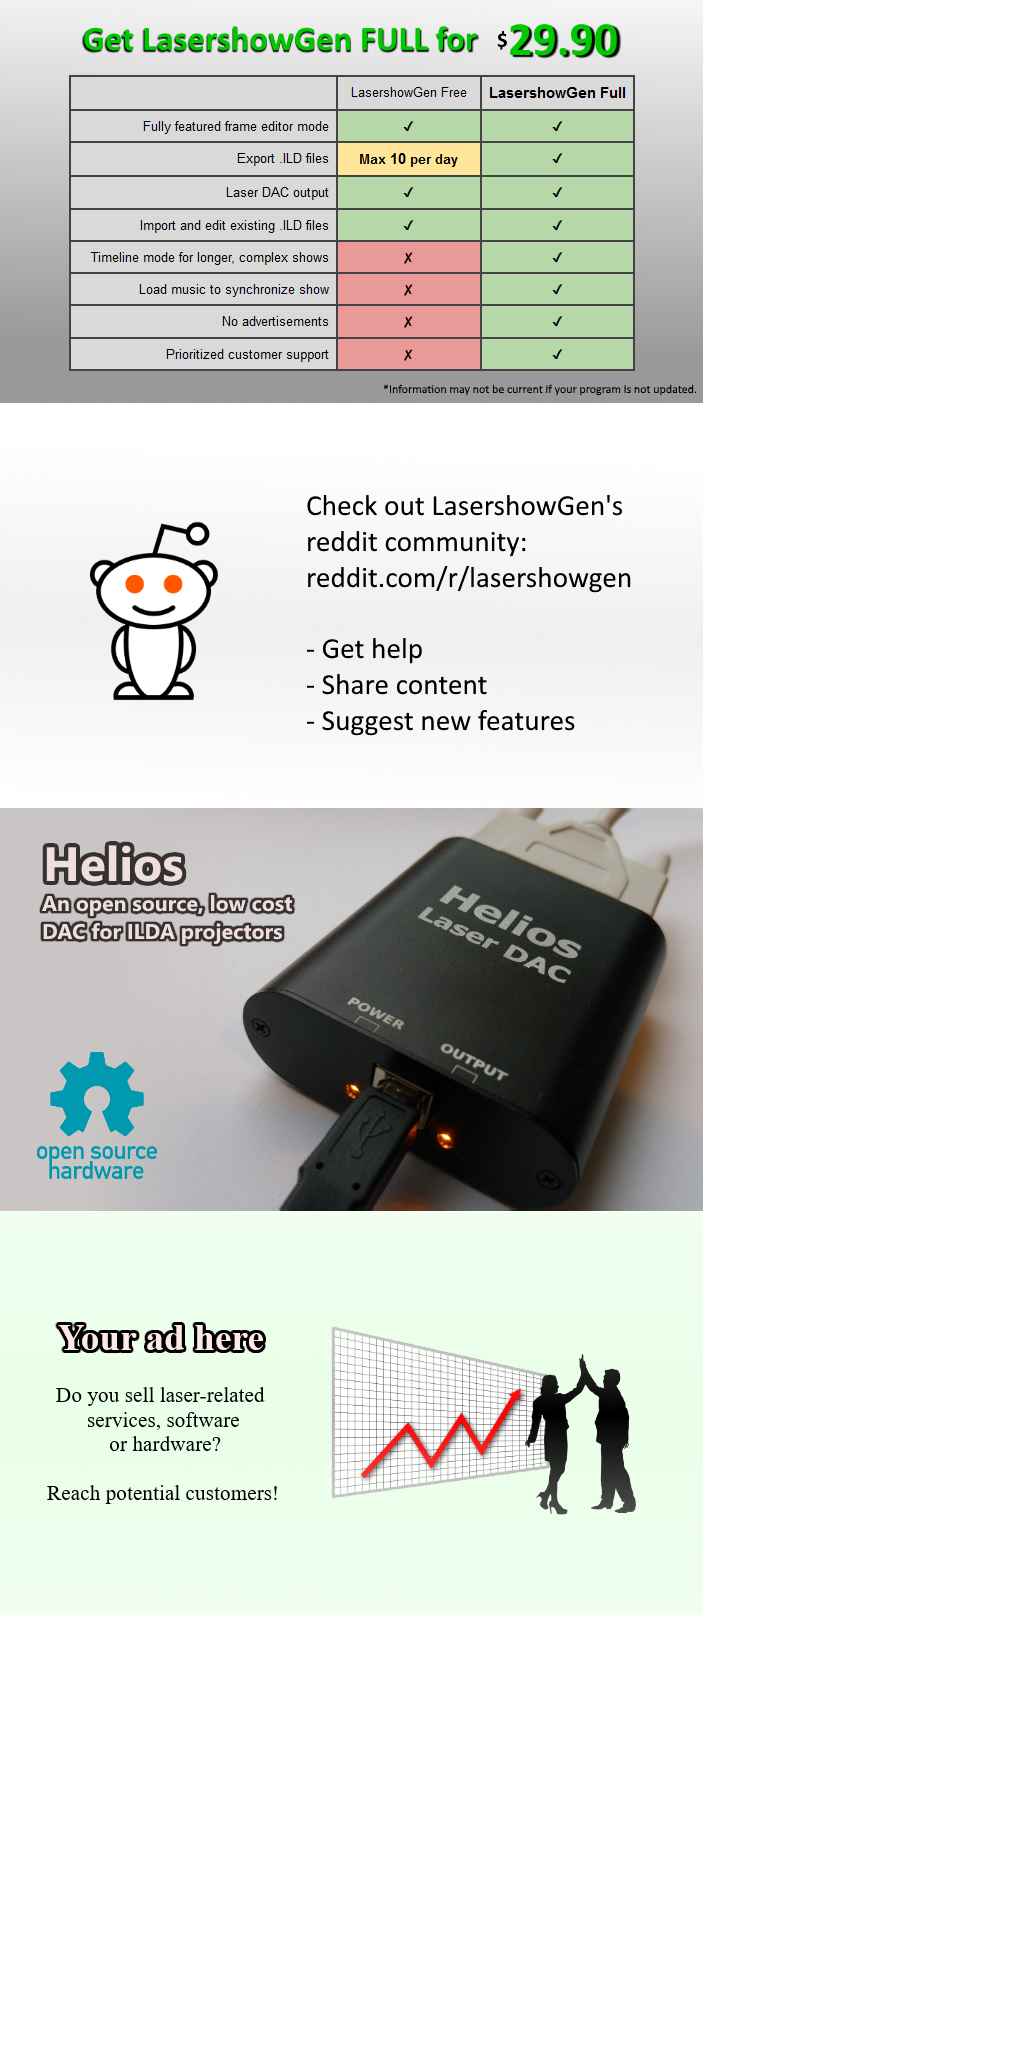 Get LasershowGen FULL for $29.90
LasershowGen Free LasershowGen Full
Fully featured frame editor mode ✓ ✓
Export .ILD files Max 10 per day ✓
Laser DAC output ✓ ✓
Import and edit existing .ILD files ✓ ✓
Timeline mode for longer, complex shows ✗ ✓
Load music to synchronize show ✗ ✓
No advertisements ✗ ✓
Prioritized customer support ✗ ✓
*Information may not be current if your program is not updated.
Check out LasershowGen's
reddit community:
reddit.com/r/lasershowgen
- Get help
- Share content
- Suggest new features
Helios
An open source, low cost
DAC for ILDA projectors
Helios
Laser DAC
POWER
OUTPUT
open source
hardware
Your ad here
Do you sell laser-related
services, software
or hardware?
Reach potential customers!